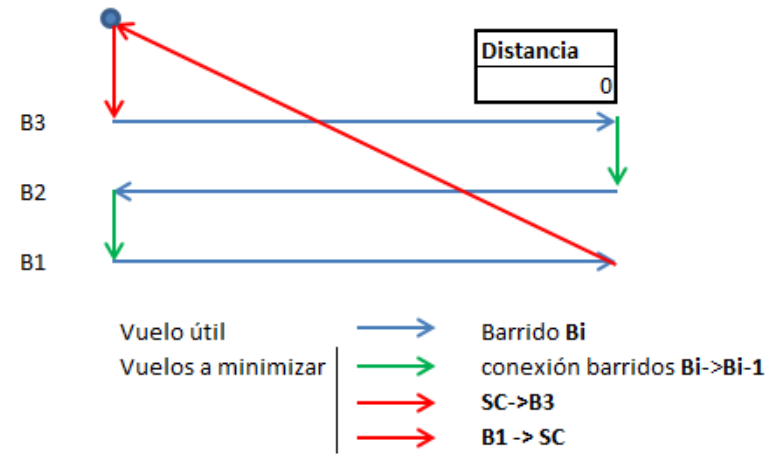 Distancia
0
B3
B2
B1
Vuelo útil Barrido Bi
Vuelos a minimizar conexión barridos Bi->Bi-1
SC->B3
B1 -> SC